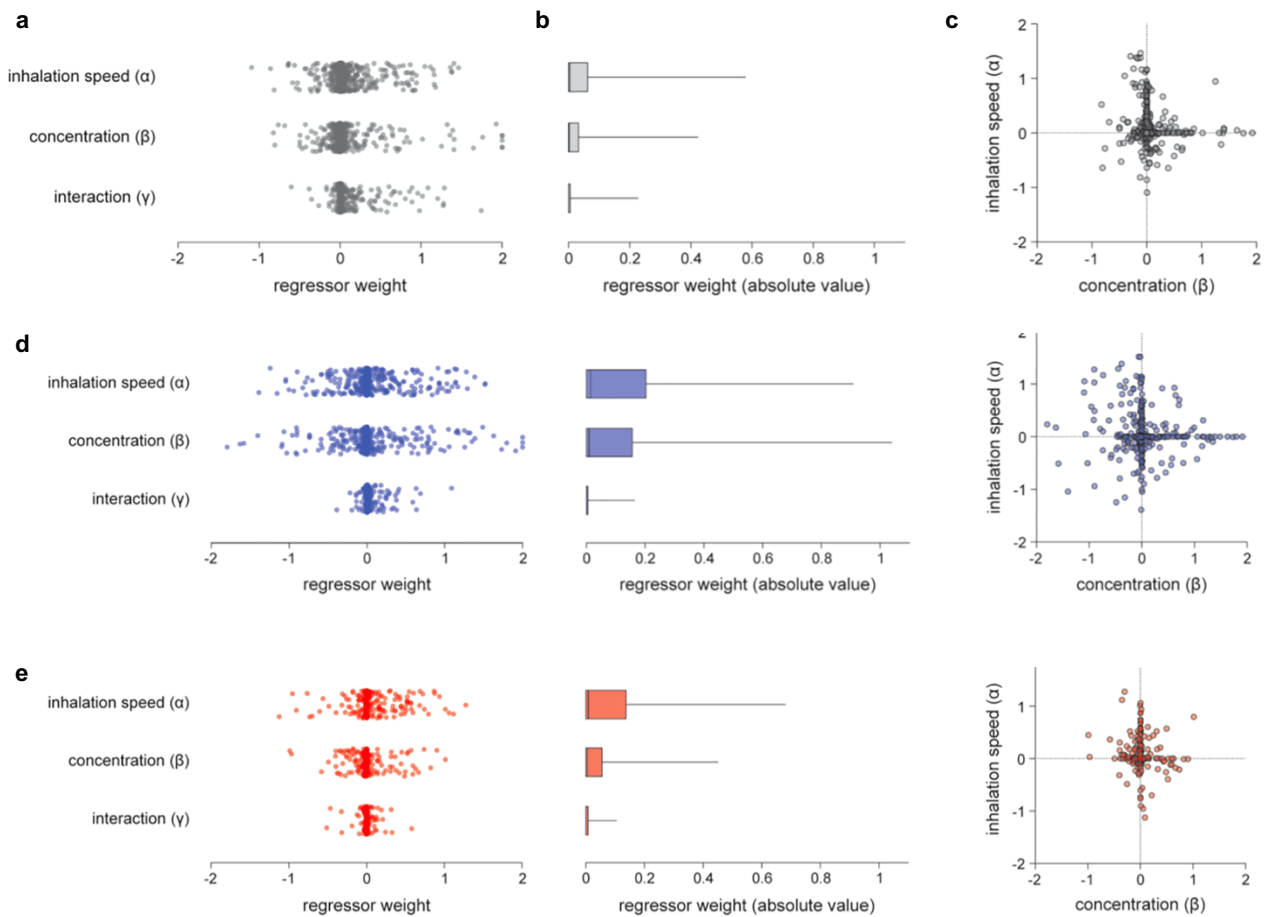 a
b
c
inhalation speed (α)
concentration (β)
interaction (γ)
-2 -1 0 1 2
regressor weight
0 0.2 0.4 0.6 0.8 1
regressor weight (absolute value)
inhalation speed (α)
2
1
0
-1
-2
-2 -1 0 1 2
concentration (β)
d
inhalation speed (α)
concentration (β)
interaction (γ)
-2 -1 0 1 2
regressor weight
0 0.2 0.4 0.6 0.8 1
regressor weight (absolute value)
inhalation speed (α)
2
1
0
-1
-2
-2 -1 0 1 2
concentration (β)
e
inhalation speed (α)
concentration (β)
interaction (γ)
-2 -1 0 1 2
regressor weight
0 0.2 0.4 0.6 0.8 1
regressor weight (absolute value)
inhalation speed (α)
1
0
-1
-2
-2 -1 0 1 2
concentration (β)